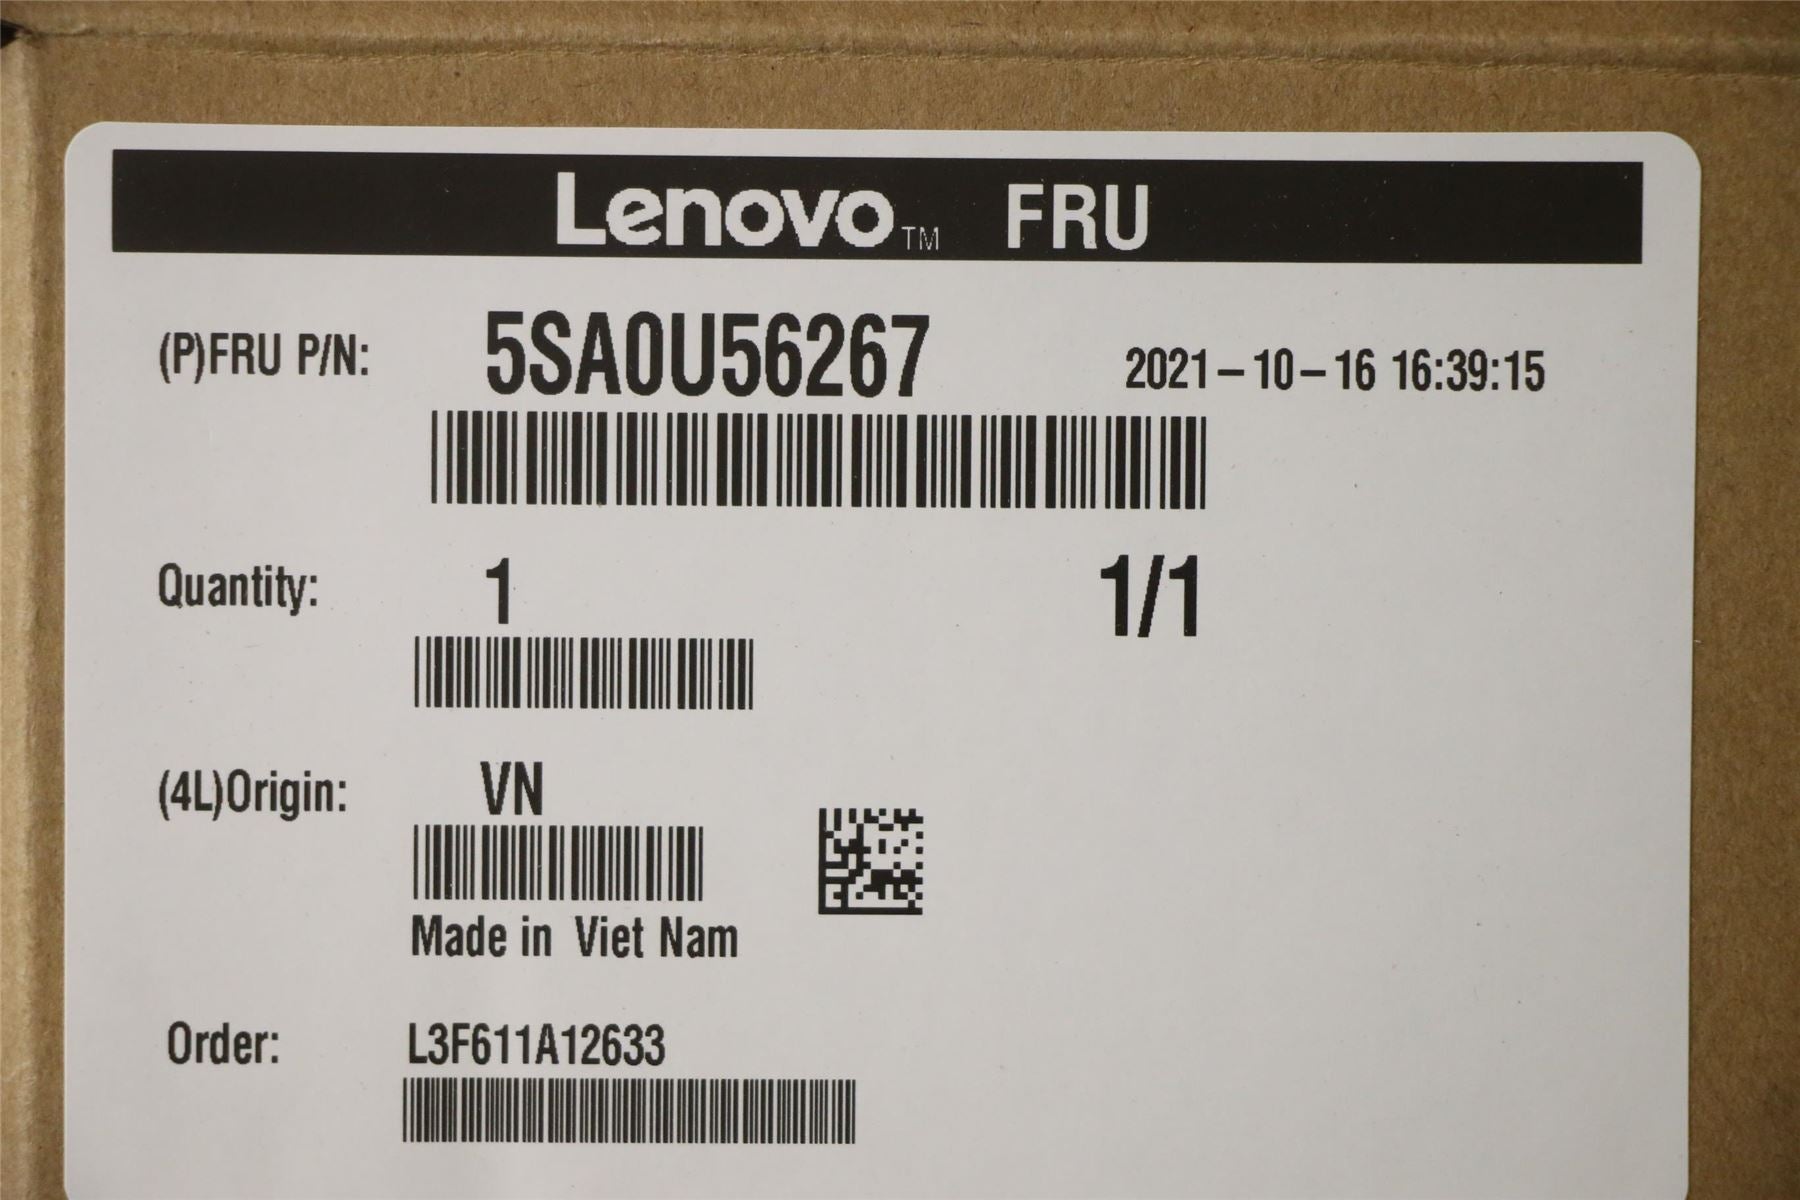 Lenovo™ FRU
(P)FRU P/N: 5SA0U56267 2021-10-16 16:39:15
Quantity: 1 1/1
(4L)Origin: VN
Made in Viet Nam
Order: L3F611A12633